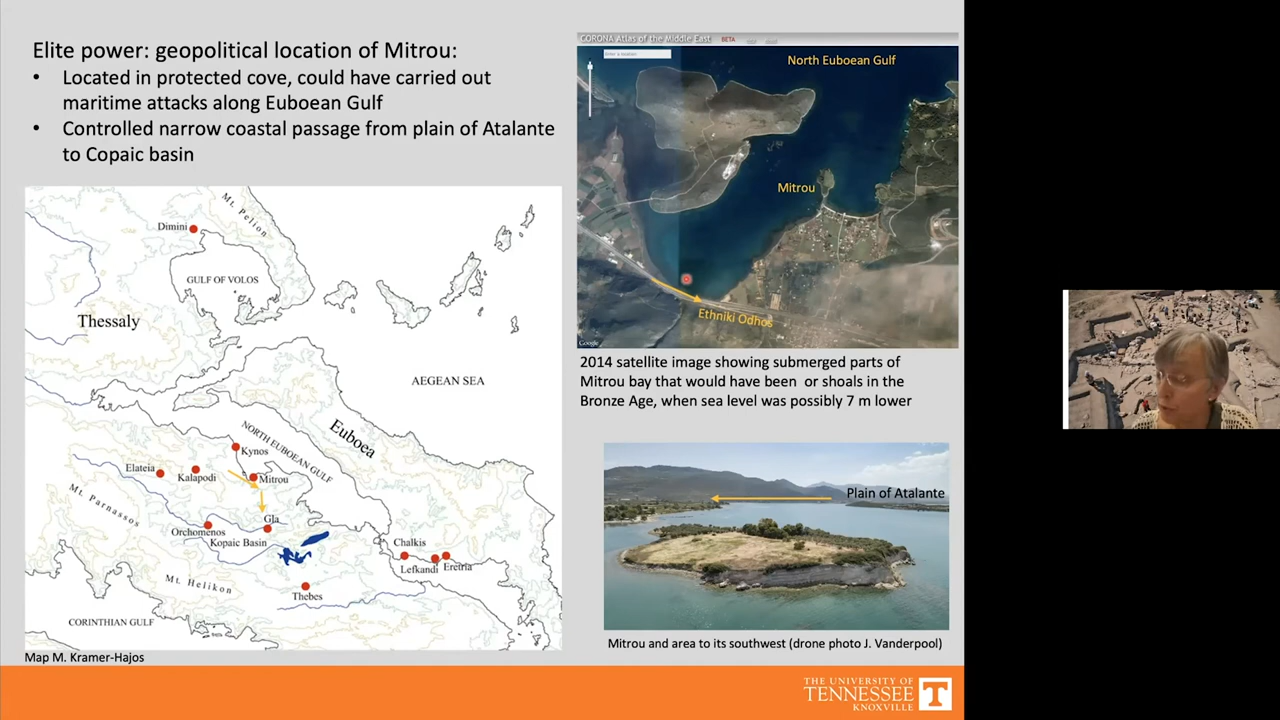 Elite power: geopolitical location of Mitrou:
• Located in protected cove, could have carried out
maritime attacks along Euboean Gulf
• Controlled narrow coastal passage from plain of Atalante
to Copaic basin
CORONA Atlas of the Middle East BETA
North Euboean Gulf
Mitrou
Ethniki Odhos
Google
2014 satellite image showing submerged parts of
Mitrou bay that would have been or shoals in the
Bronze Age, when sea level was possibly 7 m lower
Plain of Atalante
Mitrou and area to its southwest (drone photo J. Vanderpool)
Mt. Pelion
Dimini
GULF OF VOLOS
Thessaly
AEGEAN SEA
Euboea
NORTH EUBOEAN GULF
Kynos
Elateia
Kalapodi
Mitrou
Mt. Parnassos
Gla
Orchomenos
Kopaic Basin
Chalkis
Lefkandi
Eretria
Mt. Helikon
Thebes
CORINTHIAN GULF
Map M. Kramer-Hajos
THE UNIVERSITY OF
TENNESSEE
KNOXVILLE
T